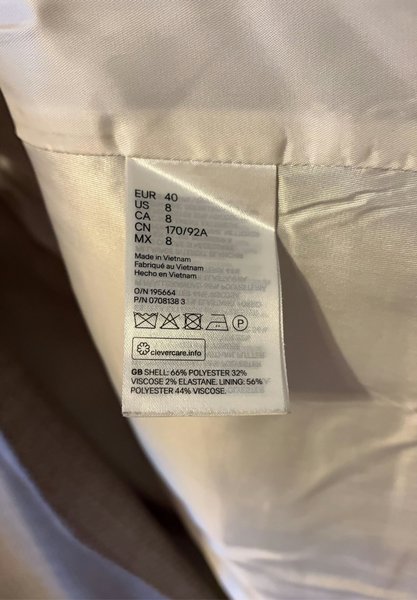 EUR 40
US 8
CA 8
CN 170/92A
MX 8
Made in Vietnam
Fabriqué au Vietnam
Hecho en Vietnam
O/N 195664
P/N 0708138 3
P
clevercare.info
GB SHELL: 66% POLYESTER 32%
VISCOSE 2% ELASTANE. LINING: 56%
POLYESTER 44% VISCOSE.